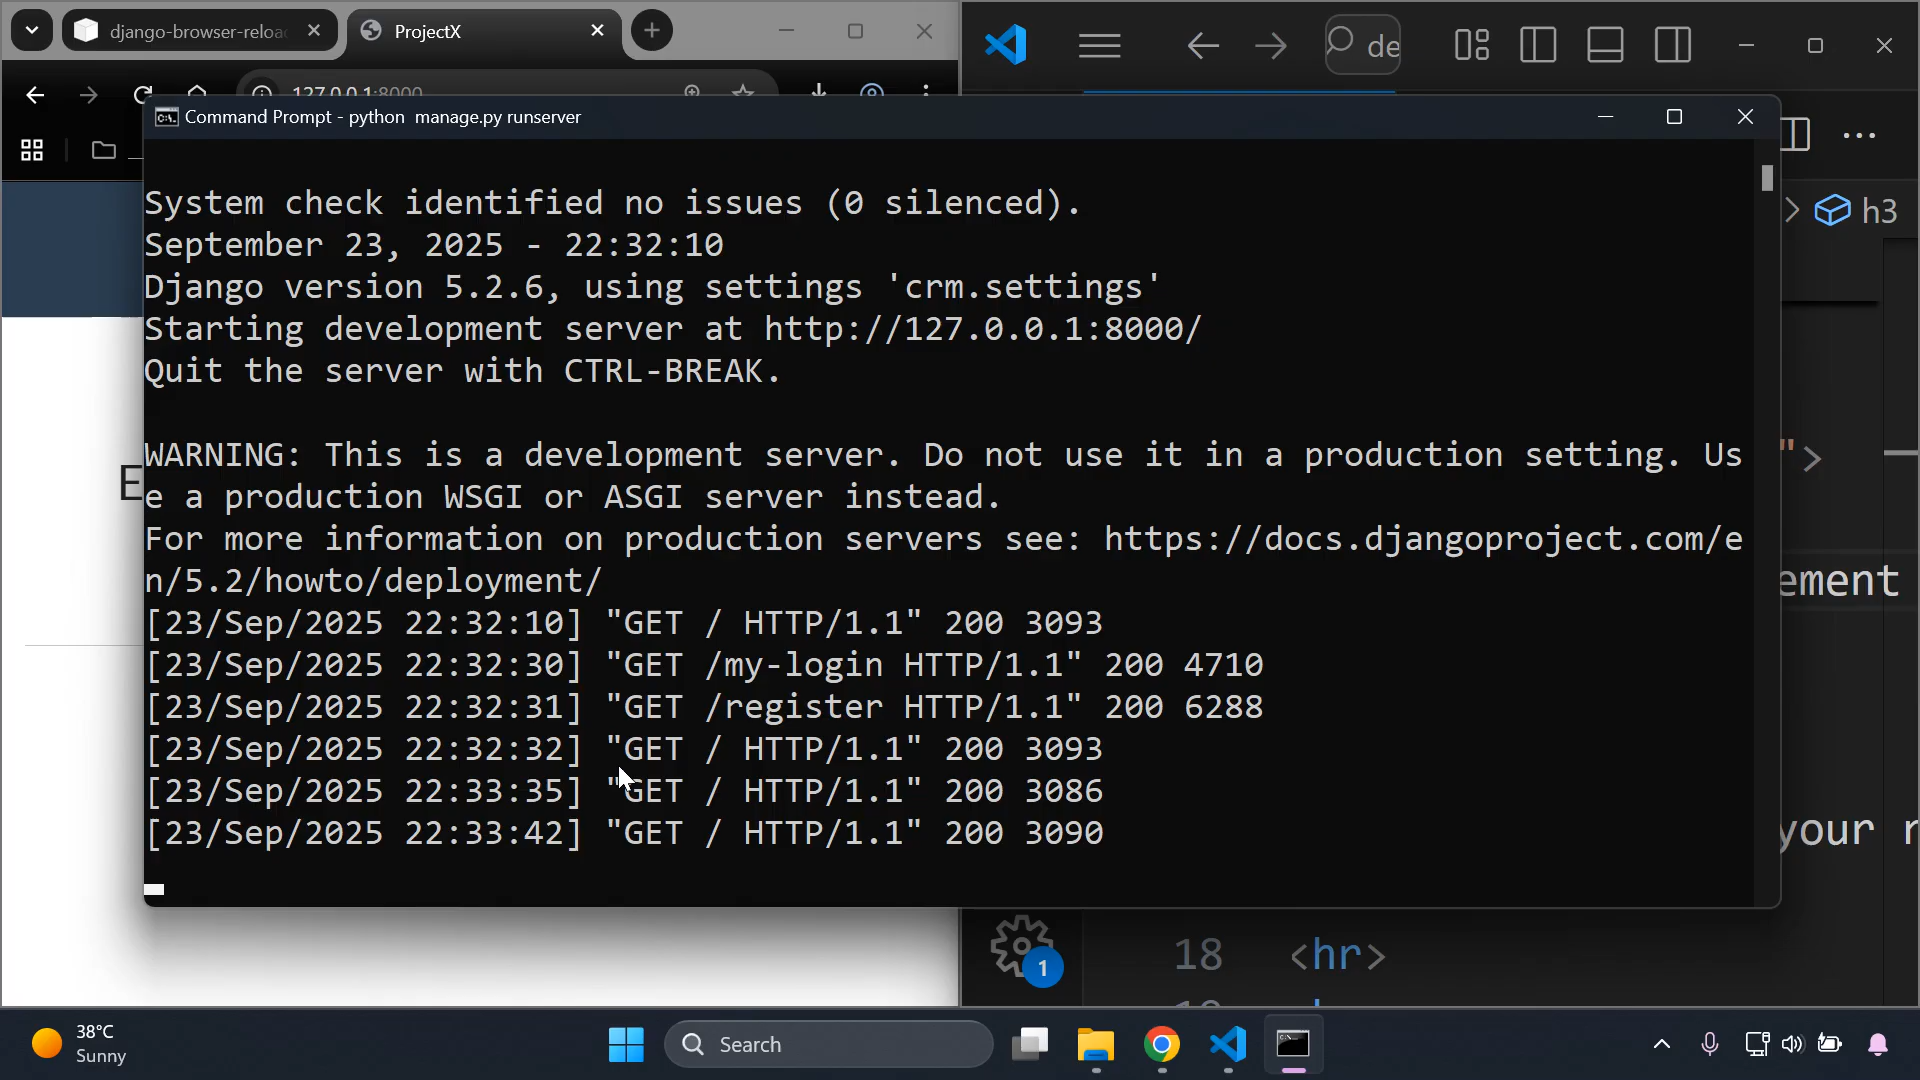 django-browser-reloa
ProjectX
de
127.0.0.1:8000
Command Prompt - python  manage.py runserver
h3
System check identified no issues (0 silenced).
September 23, 2025 - 22:32:10
Django version 5.2.6, using settings 'crm.settings'
Starting development server at http://127.0.0.1:8000/
Quit the server with CTRL-BREAK.
WARNING: This is a development server. Do not use it in a production setting. Us
e a production WSGI or ASGI server instead.
For more information on production servers see: https://docs.djangoproject.com/e
n/5.2/howto/deployment/
[23/Sep/2025 22:32:10] "GET / HTTP/1.1" 200 3093
[23/Sep/2025 22:32:30] "GET /my-login HTTP/1.1" 200 4710
[23/Sep/2025 22:32:31] "GET /register HTTP/1.1" 200 6288
[23/Sep/2025 22:32:32] "GET / HTTP/1.1" 200 3093
[23/Sep/2025 22:33:35] "GET / HTTP/1.1" 200 3086
[23/Sep/2025 22:33:42] "GET / HTTP/1.1" 200 3090
E
">
ement
your r
18 <hr>
1
38°C
Sunny
Search